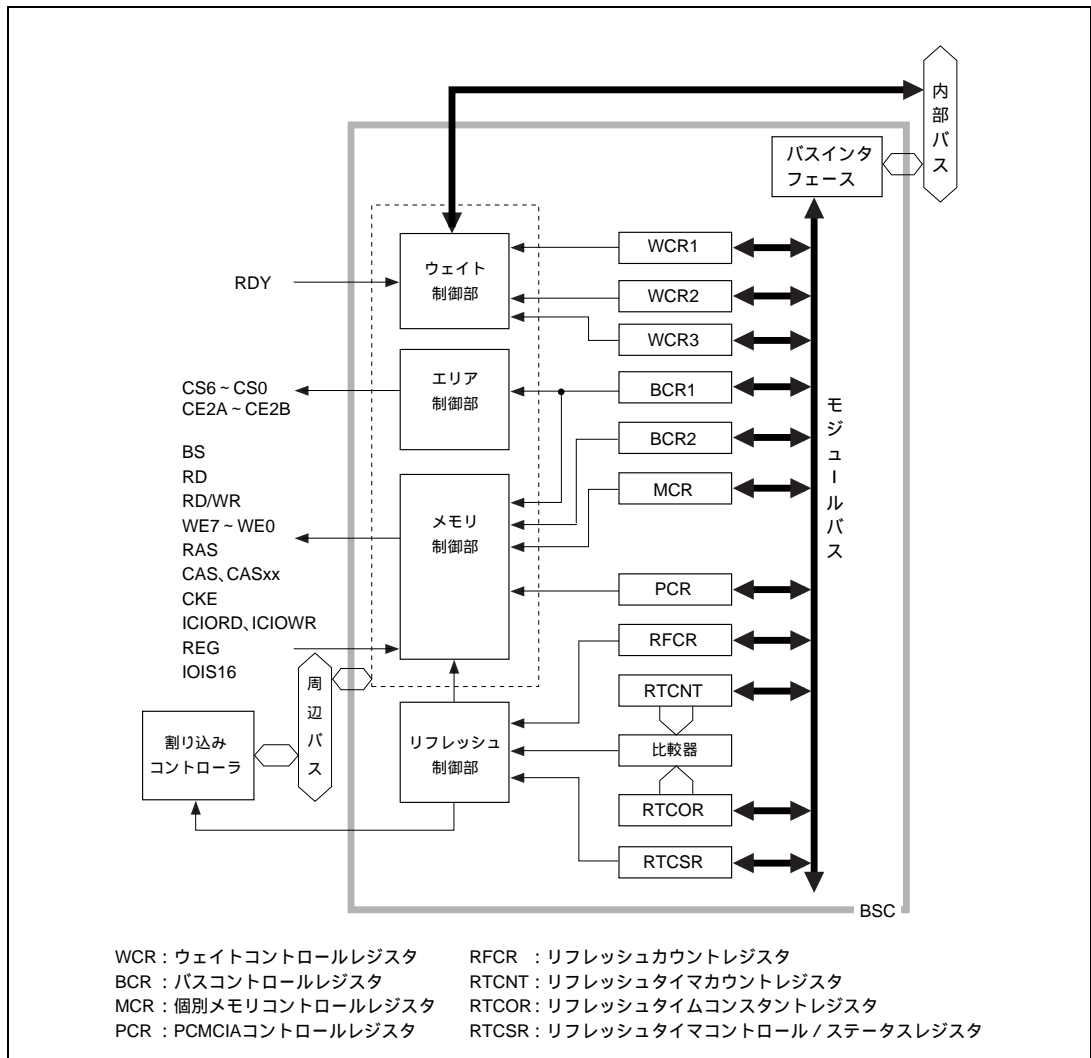 内部バス
バスインタ
フェース
RDY
ウェイト
制御部
WCR1
WCR2
WCR3
CS6 ~ CS0
CE2A ~ CE2B
エリア
制御部
BCR1
BCR2
MCR
モジュールバス
BS
RD
RD/WR
WE7 ~ WE0
RAS
CAS、CASxx
CKE
ICIORD、ICIOWR
REG
IOIS16
メモリ
制御部
PCR
RFCR
RTCNT
比較器
RTCOR
RTCSR
周辺バス
割り込み
コントローラ
リフレッシュ
制御部
BSC
WCR : ウェイトコントロールレジスタ
BCR : バスコントロールレジスタ
MCR : 個別メモリコントロールレジスタ
PCR : PCMCIAコントロールレジスタ
RFCR : リフレッシュカウントレジスタ
RTCNT : リフレッシュタイマカウントレジスタ
RTCOR : リフレッシュタイムコンスタントレジスタ
RTCSR : リフレッシュタイマコントロール / ステータスレジスタ